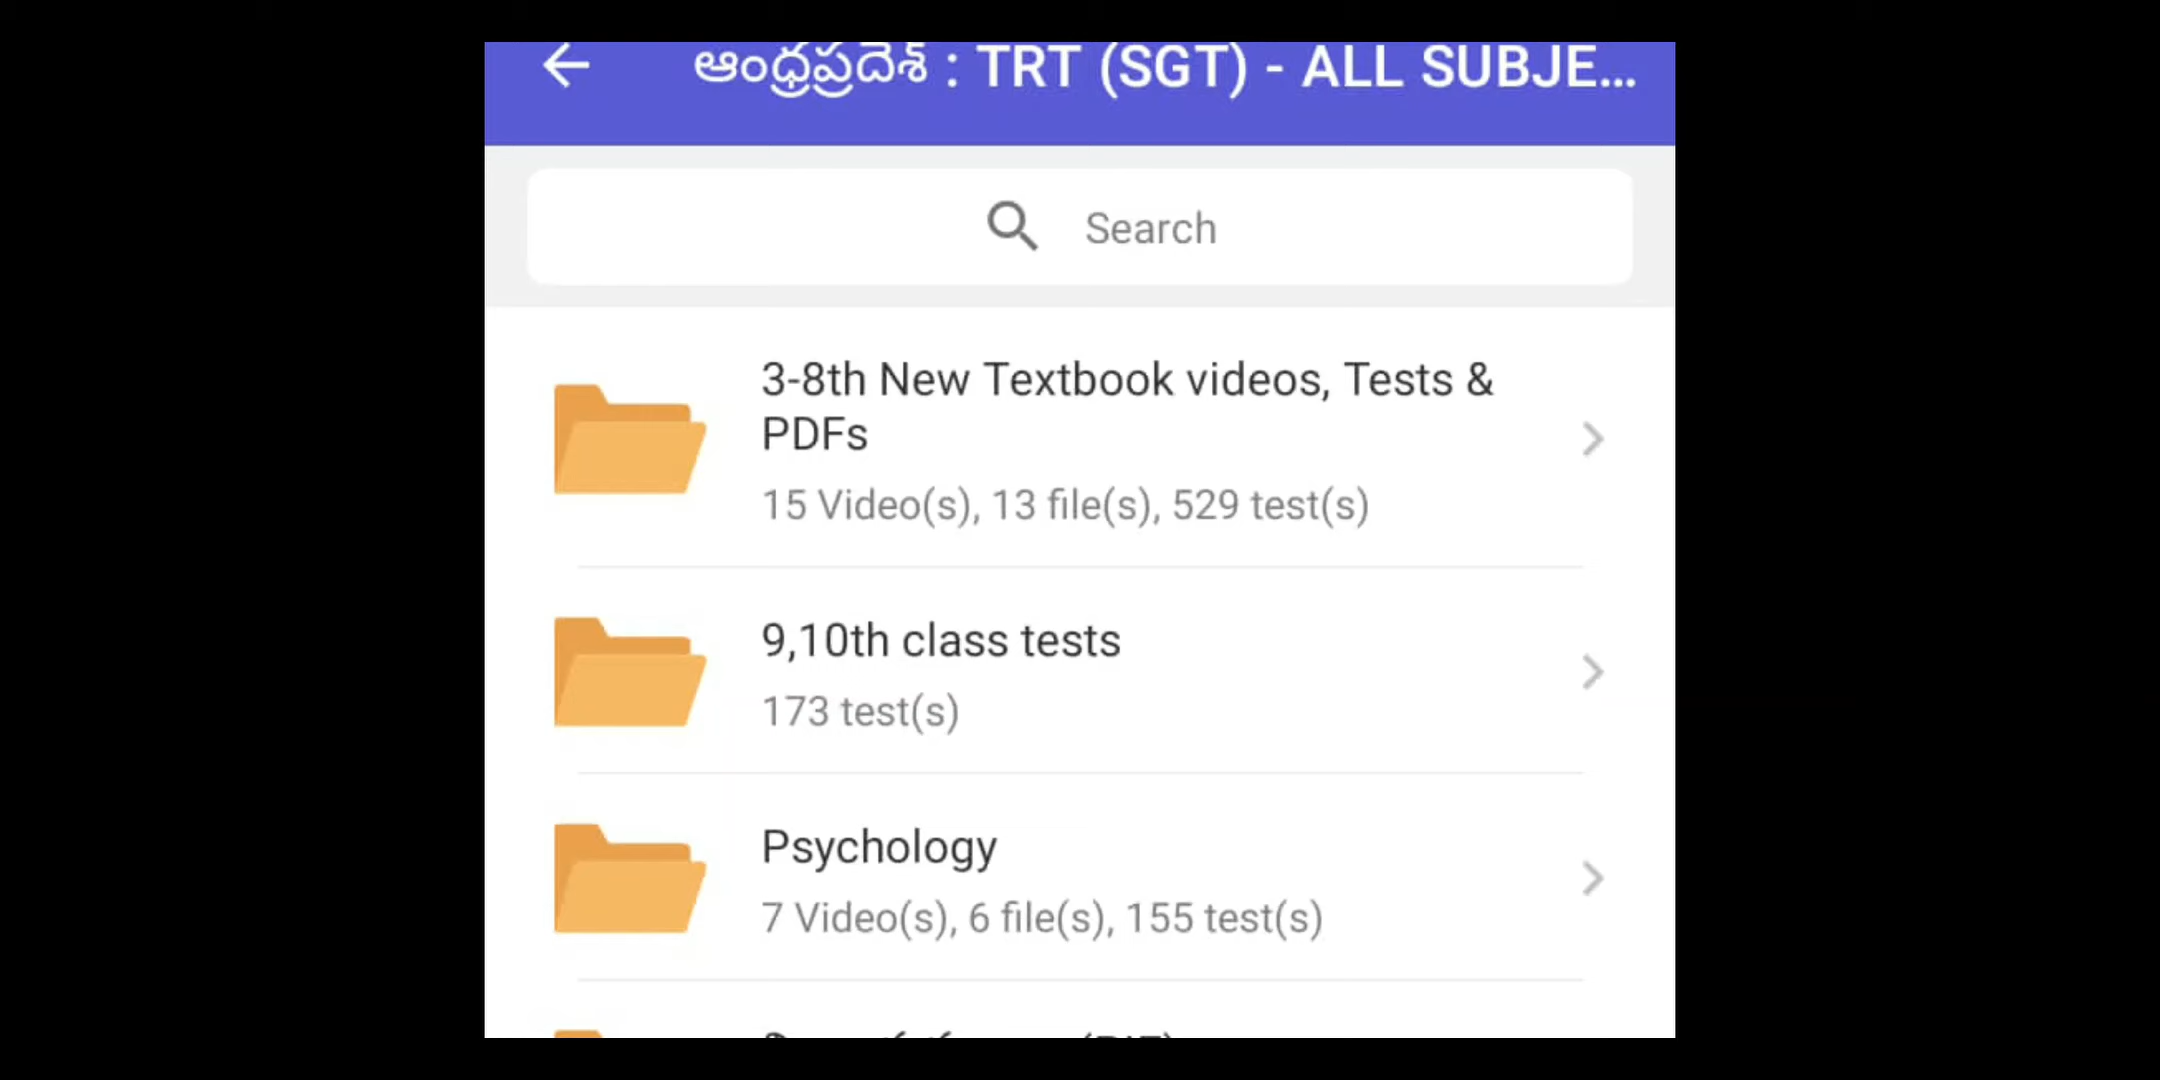 ఆంధ్రప్రదేశ్ : TRT (SGT) - ALL SUBJE...
Search
3-8th New Textbook videos, Tests &
PDFs
15 Video(s), 13 file(s), 529 test(s)
9,10th class tests
173 test(s)
Psychology
7 Video(s), 6 file(s), 155 test(s)